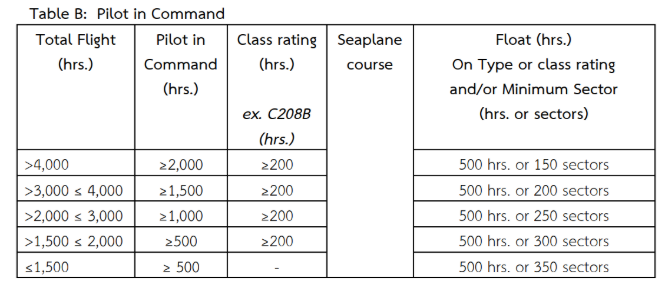 Table B: Pilot in Command
Total Flight (hrs.) | Pilot in Command (hrs.) | Class rating (hrs.) ex. C208B (hrs.) | Seaplane course | Float (hrs.) On Type or class rating and/or Minimum Sector (hrs. or sectors)
>4,000 | ≥2,000 | ≥200 | | 500 hrs. or 150 sectors
>3,000 ≤ 4,000 | ≥1,500 | ≥200 | | 500 hrs. or 200 sectors
>2,000 ≤ 3,000 | ≥1,000 | ≥200 | | 500 hrs. or 250 sectors
>1,500 ≤ 2,000 | ≥500 | ≥200 | | 500 hrs. or 300 sectors
≤1,500 | ≥ 500 | - | | 500 hrs. or 350 sectors